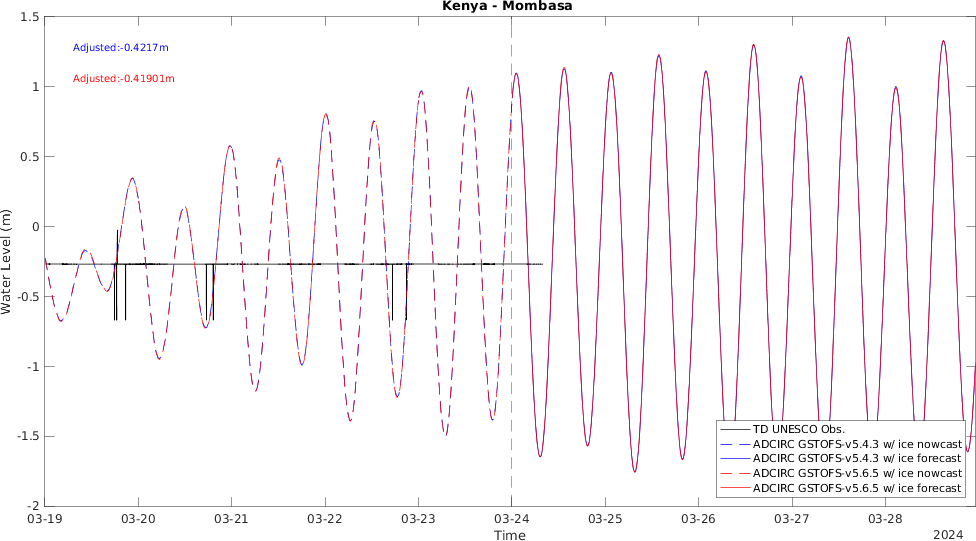 Kenya - Mombasa
Adjusted:-0.4217m
Adjusted:-0.41901m
Water Level (m)
1.5
1
0.5
0
-0.5
-1
-1.5
-2
TD UNESCO Obs.
ADCIRC GSTOFS-v5.4.3 w/ ice nowcast
ADCIRC GSTOFS-v5.4.3 w/ ice forecast
ADCIRC GSTOFS-v5.6.5 w/ ice nowcast
ADCIRC GSTOFS-v5.6.5 w/ ice forecast
03-19 03-20 03-21 03-22 03-23 03-24 03-25 03-26 03-27 03-28
Time
2024